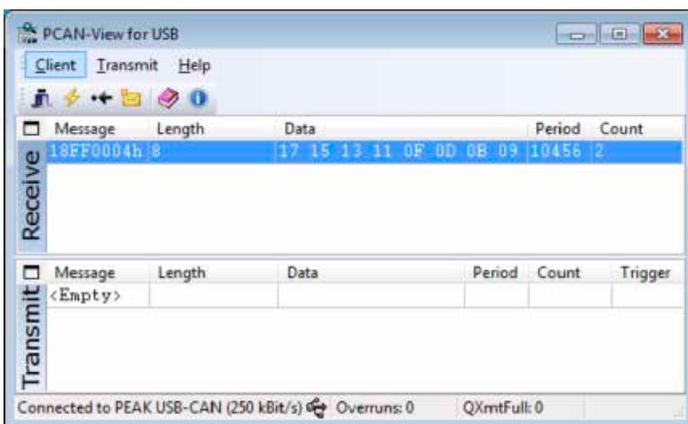 PCAN-View for USB
Client Transmit Help
Message Length Data Period Count
18FF0004h 8 17 15 13 11 0F 0D 0B 09 10456 2
Receive
Message Length Data Period Count Trigger
<Empty>
Transmit
Connected to PEAK USB-CAN (250 kBit/s) Overruns: 0 QXmtFull: 0